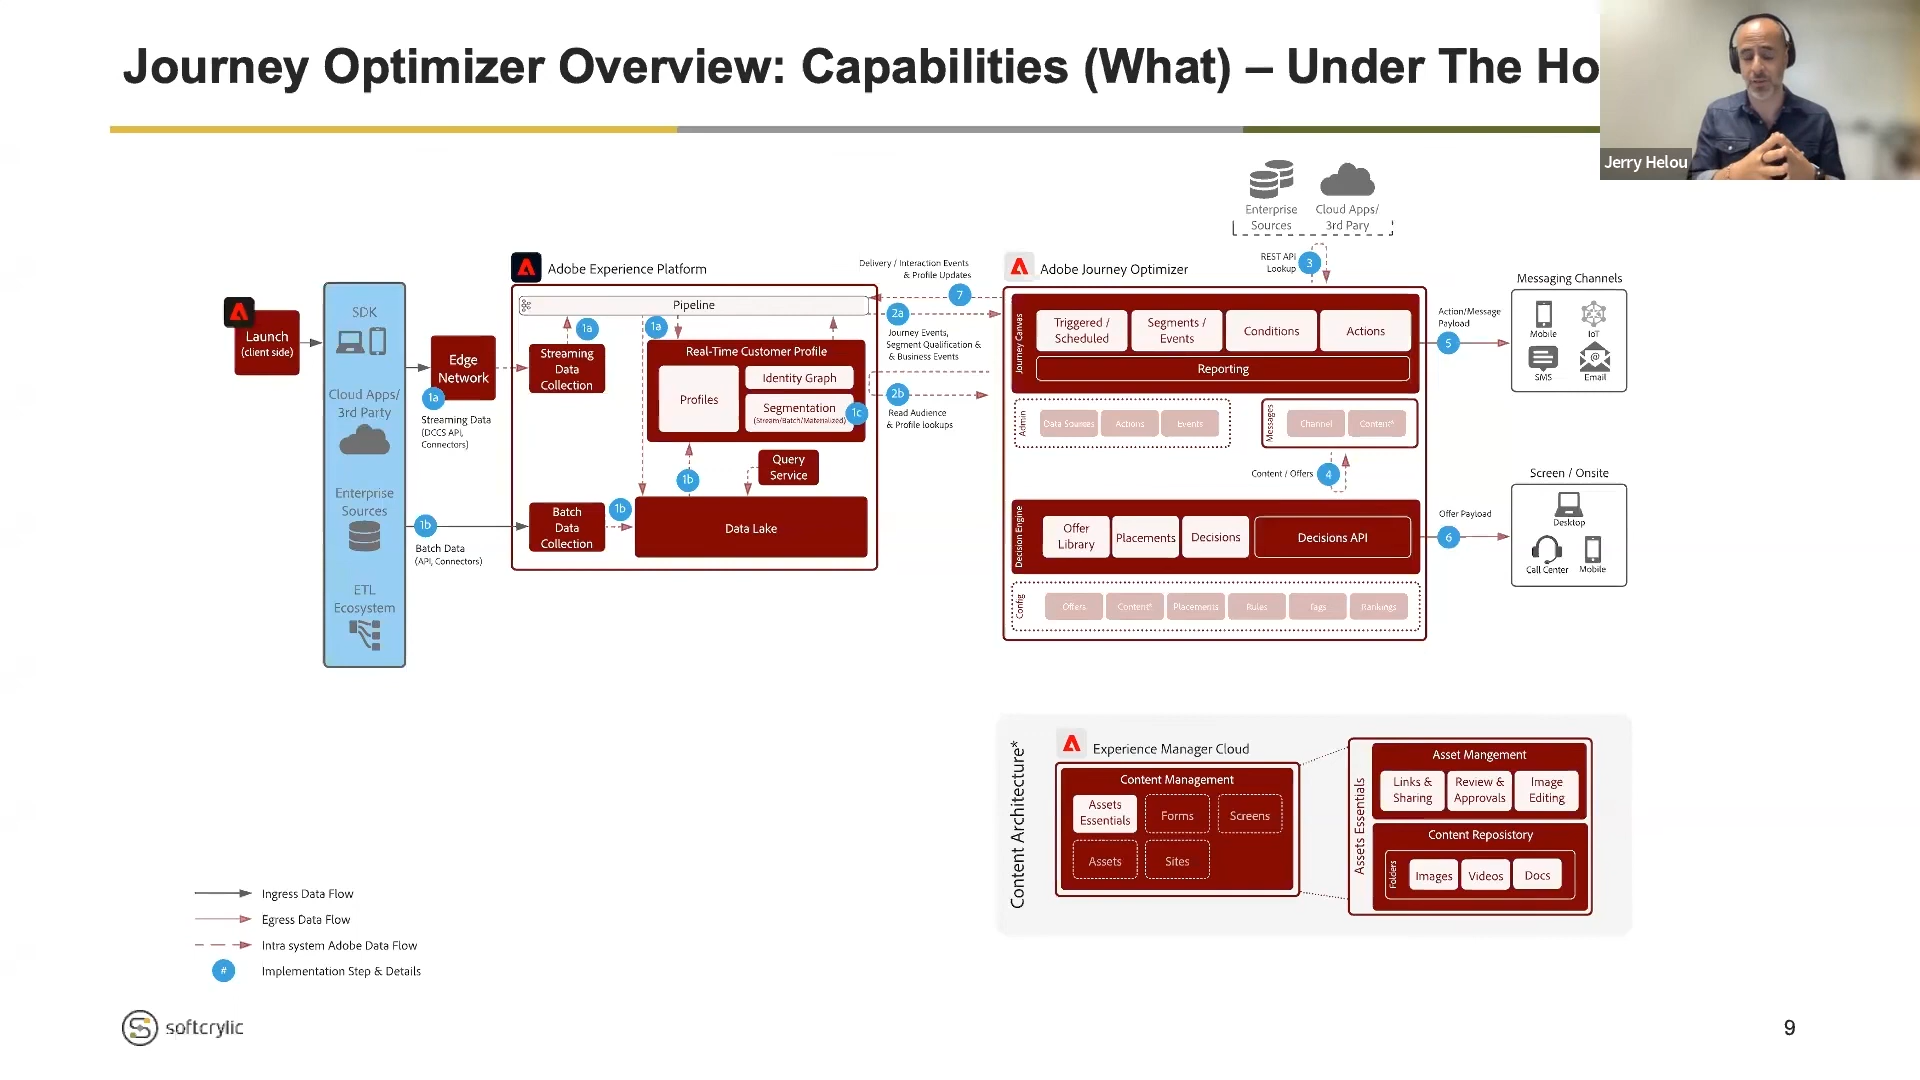 Journey Optimizer Overview: Capabilities (What) – Under The Ho
Jerry Helou
Enterprise
Sources
Cloud Apps/
3rd Pary
REST API
Lookup
3
Launch
(client side)
SDK
Cloud Apps/
3rd Party
Enterprise
Sources
ETL
Ecosystem
Edge
Network
1a
Streaming Data
(DCCS API,
Connectors)
1b
Batch Data
(API, Connectors)
Adobe Experience Platform
Pipeline
1a
1a
Streaming
Data
Collection
Real-Time Customer Profile
Profiles
Identity Graph
Segmentation
(Stream/Batch/Materialized)
1c
1b
Query
Service
Batch
Data
Collection
1b
Data Lake
Delivery / Interaction Events
& Profile Updates
7
2a
Journey Events,
Segment Qualification &
& Business Events
2b
Read Audience
& Profile lookups
Adobe Journey Optimizer
Journey Canvas
Triggered /
Scheduled
Segments /
Events
Conditions
Actions
Reporting
Admin
Data Sources
Actions
Events
Messages
Channel
Content*
Content / Offers
4
Decision Engine
Offer
Library
Placements
Decisions
Decisions API
Config
Offers
Content*
Placements
Rules
Tags
Rankings
Action/Message
Payload
5
Messaging Channels
Mobile
IoT
SMS
Email
Offer Payload
6
Screen / Onsite
Desktop
Call Center
Mobile
Content Architecture*
Experience Manager Cloud
Content Management
Assets
Essentials
Forms
Screens
Assets
Sites
Assets Essentials
Asset Mangement
Links &
Sharing
Review &
Approvals
Image
Editing
Content Reposistory
Folders
Images
Videos
Docs
Ingress Data Flow
Egress Data Flow
Intra system Adobe Data Flow
# Implementation Step & Details
softcrylic
9